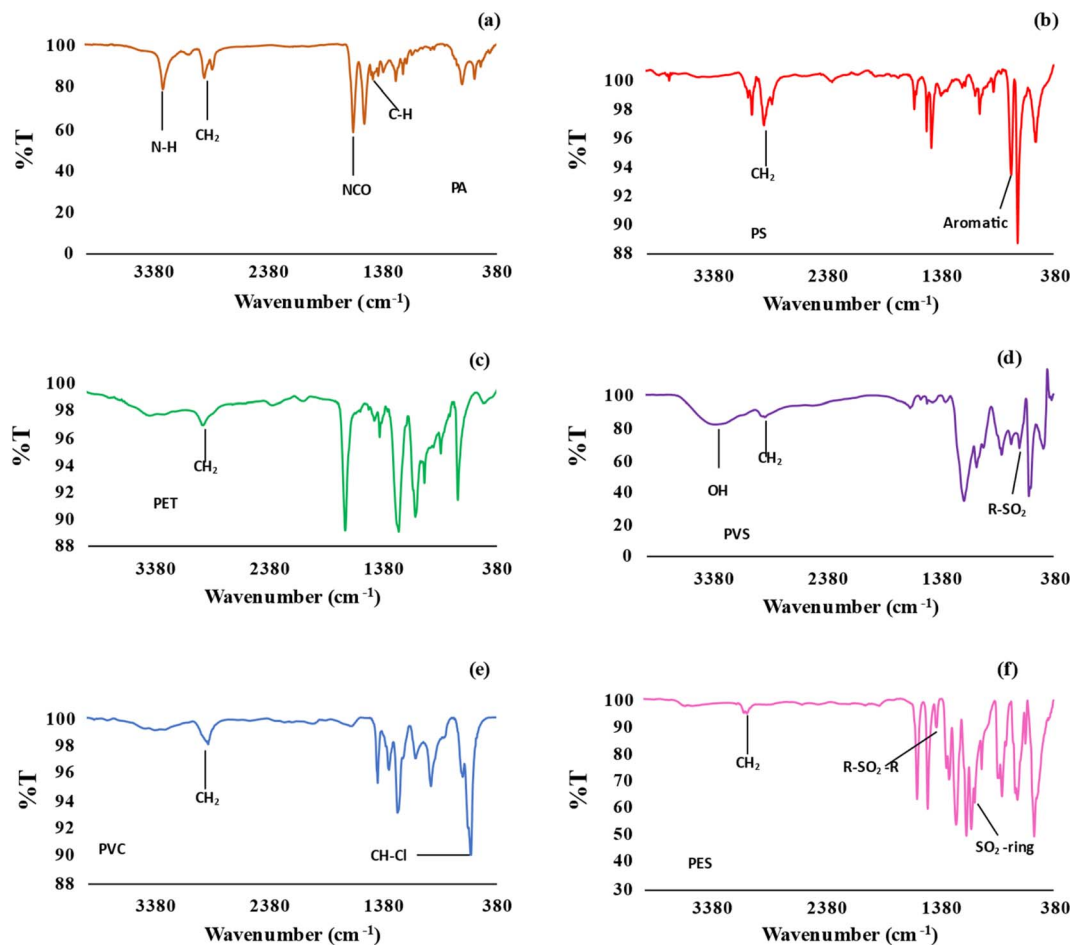 (a)
100
80
60
40
20
0
%T
N-H
CH₂
C-H
NCO
PA
3380 2380 1380 380
Wavenumber (cm⁻¹)
(b)
100
98
96
94
92
90
88
%T
CH₂
Aromatic
PS
3380 2380 1380 380
Wavenumber (cm⁻¹)
(c)
100
98
96
94
92
90
88
%T
CH₂
PET
3380 2380 1380 380
Wavenumber (cm⁻¹)
(d)
100
80
60
40
20
0
%T
CH₂
OH
R-SO₂
PVS
3380 2380 1380 380
Wavenumber (cm⁻¹)
(e)
100
98
96
94
92
90
88
%T
CH₂
PVC
CH-Cl
3380 2380 1380 380
Wavenumber (cm⁻¹)
(f)
100
90
80
70
60
50
40
30
%T
CH₂
R-SO₂-R
SO₂-ring
PES
3380 2380 1380 380
Wavenumber (cm⁻¹)